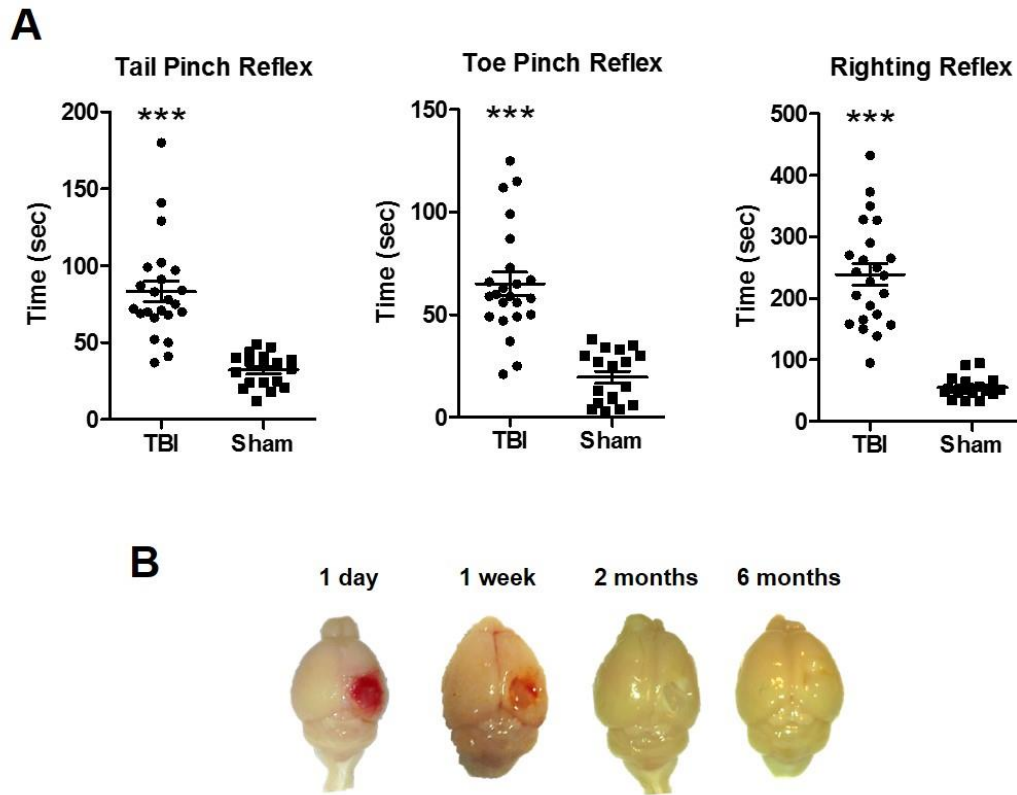 A
Tail Pinch Reflex
***
Time (sec)
200
150
100
50
0
TBI
Sham
Toe Pinch Reflex
***
Time (sec)
150
100
50
0
TBI
Sham
Righting Reflex
***
Time (sec)
500
400
300
200
100
0
TBI
Sham
B
1 day
1 week
2 months
6 months